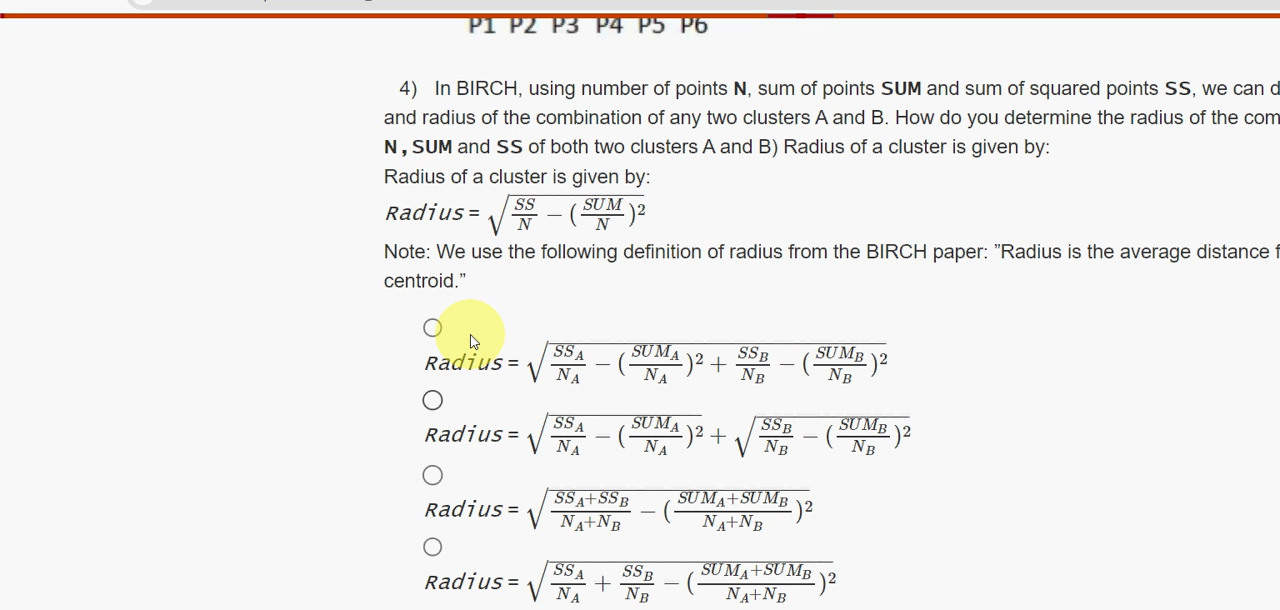 P1 P2 P3 P4 P5 P6
4) In BIRCH, using number of points N, sum of points SUM and sum of squared points SS, we can d
and radius of the combination of any two clusters A and B. How do you determine the radius of the com
N, SUM and SS of both two clusters A and B) Radius of a cluster is given by:
Radius of a cluster is given by:
Radius = √(SS/N − (SUM/N)²)
Note: We use the following definition of radius from the BIRCH paper: ”Radius is the average distance f
centroid.”
Radius = √(SS_A/N_A − (SUM_A/N_A)² + SS_B/N_B − (SUM_B/N_B)²)
Radius = √(SS_A/N_A − (SUM_A/N_A)²) + √(SS_B/N_B − (SUM_B/N_B)²)
Radius = √((SS_A+SS_B)/(N_A+N_B) − ((SUM_A+SUM_B)/(N_A+N_B))²)
Radius = √(SS_A/N_A + SS_B/N_B − ((SUM_A+SUM_B)/(N_A+N_B))²)